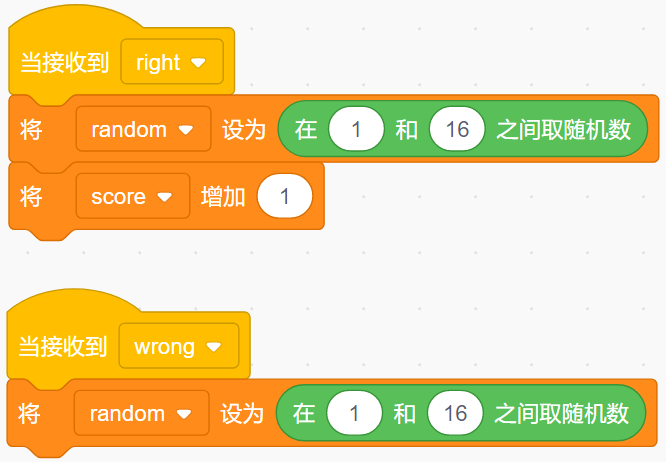 当接收到 right
将 random 设为 在 1 和 16 之间取随机数
将 score 增加 1
当接收到 wrong
将 random 设为 在 1 和 16 之间取随机数